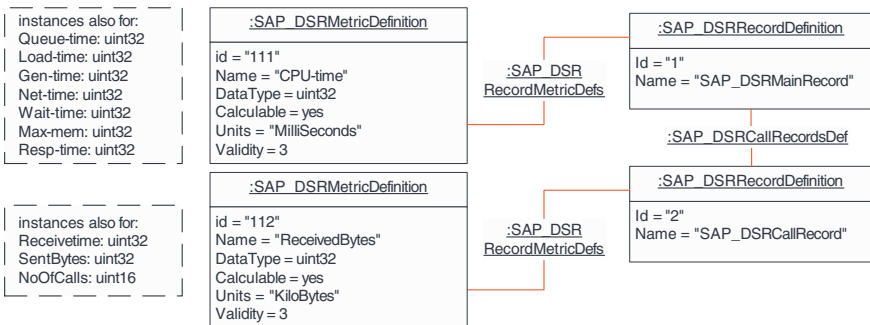 instances also for:
Queue-time: uint32
Load-time: uint32
Gen-time: uint32
Net-time: uint32
Wait-time: uint32
Max-mem: uint32
Resp-time: uint32
:SAP_DSRMetricDefinition
id = "111"
Name = "CPU-time"
DataType = uint32
Calculable = yes
Units = "MilliSeconds"
Validity = 3
:SAP_DSR
RecordMetricDefs
:SAP_DSRRecordDefinition
Id = "1"
Name = "SAP_DSRMainRecord"
:SAP_DSRCallRecordsDef
instances also for:
Receivetime: uint32
SentBytes: uint32
NoOfCalls: uint16
:SAP_DSRMetricDefinition
id = "112"
Name = "ReceivedBytes"
DataType = uint32
Calculable = yes
Units = "KiloBytes"
Validity = 3
:SAP_DSR
RecordMetricDefs
:SAP_DSRRecordDefinition
Id = "2"
Name = "SAP_DSRCallRecord"